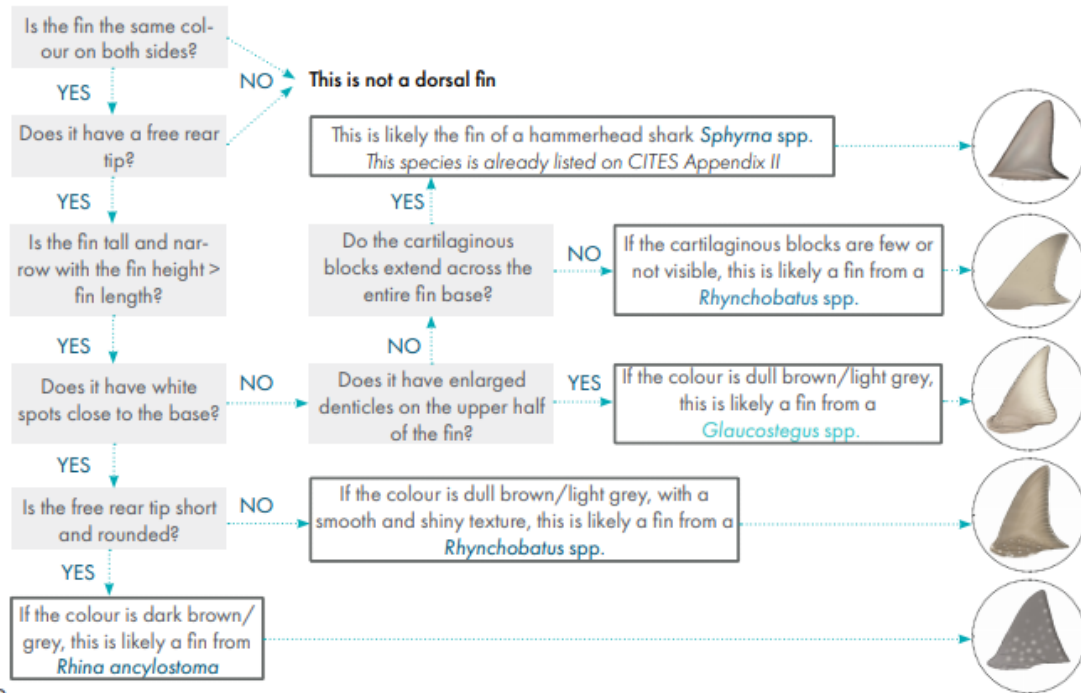 Is the fin the same col-
our on both sides?
YES
NO
This is not a dorsal fin
Does it have a free rear
tip?
YES
This is likely the fin of a hammerhead shark Sphyrna spp.
This species is already listed on CITES Appendix II
YES
Is the fin tall and nar-
row with the fin height >
fin length?
YES
Do the cartilaginous
blocks extend across the
entire fin base?
NO
If the cartilaginous blocks are few or
not visible, this is likely a fin from a
Rhynchobatus spp.
NO
Does it have white
spots close to the base?
NO
Does it have enlarged
denticles on the upper half
of the fin?
YES
If the colour is dull brown/light grey,
this is likely a fin from a
Glaucostegus spp.
YES
Is the free rear tip short
and rounded?
NO
If the colour is dull brown/light grey, with a
smooth and shiny texture, this is likely a fin from a
Rhynchobatus spp.
YES
If the colour is dark brown/
grey, this is likely a fin from
Rhina ancylostoma